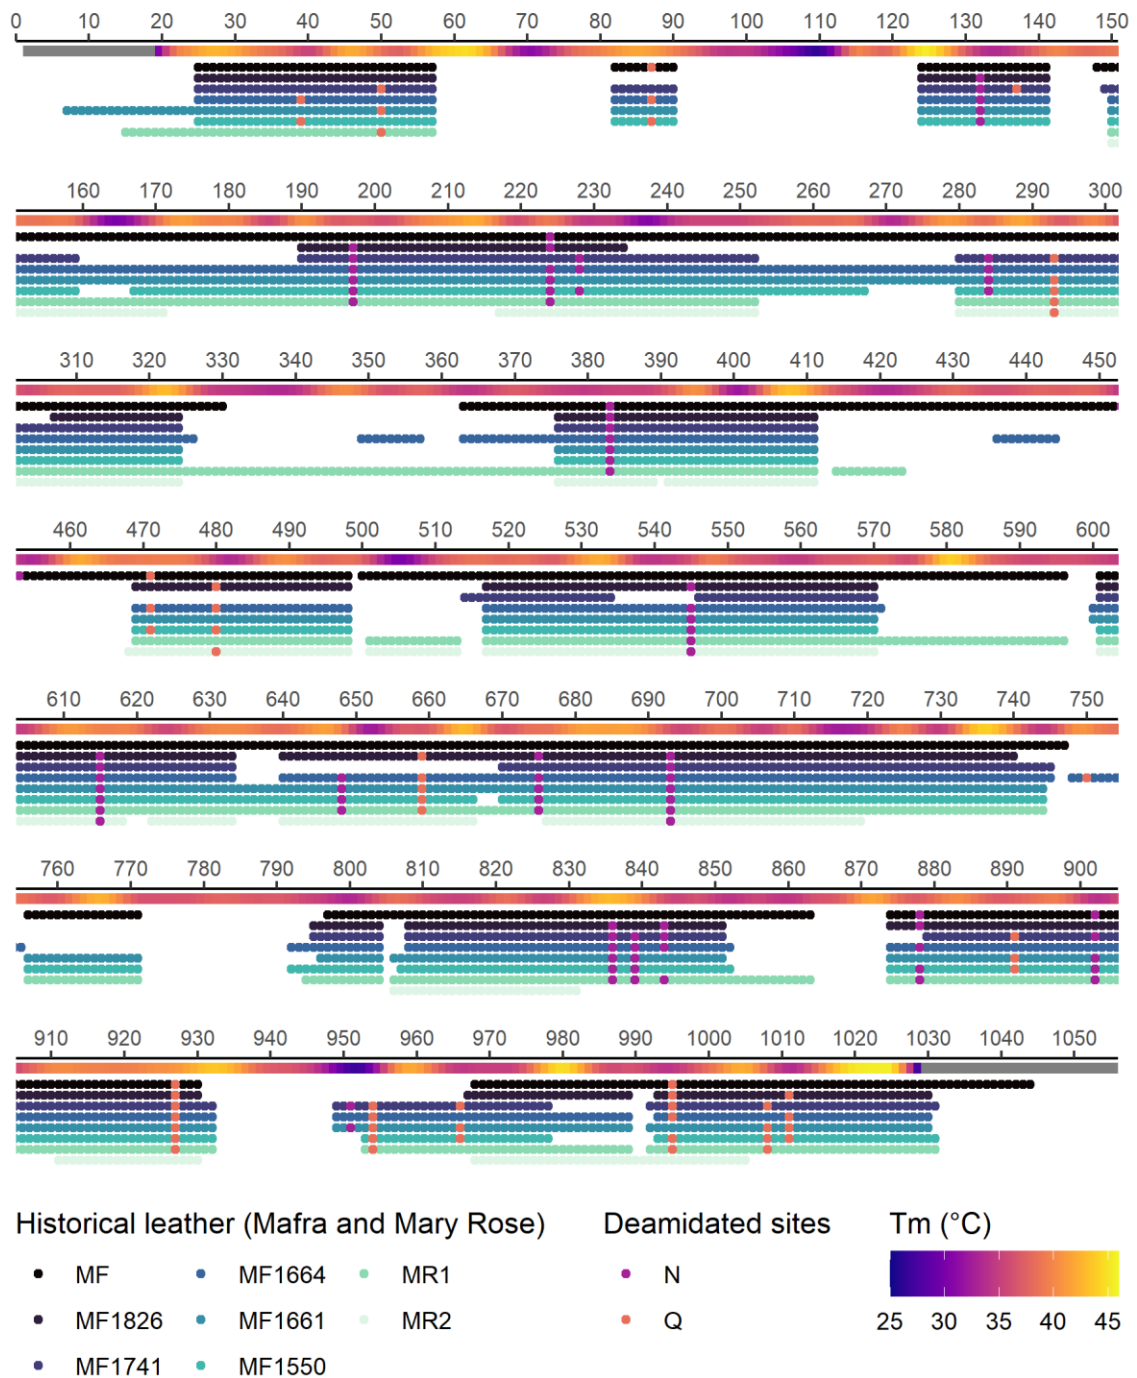 0 10 20 30 40 50 60 70 80 90 100 110 120 130 140 150
160 170 180 190 200 210 220 230 240 250 260 270 280 290 300
310 320 330 340 350 360 370 380 390 400 410 420 430 440 450
460 470 480 490 500 510 520 530 540 550 560 570 580 590 600
610 620 630 640 650 660 670 680 690 700 710 720 730 740 750
760 770 780 790 800 810 820 830 840 850 860 870 880 890 900
910 920 930 940 950 960 970 980 990 1000 1010 1020 1030 1040 1050
Historical leather (Mafra and Mary Rose) Deamidated sites Tm (°C)
MF MF1664 MR1 N
MF1826 MF1661 MR2 Q 25 30 35 40 45
MF1741 MF1550